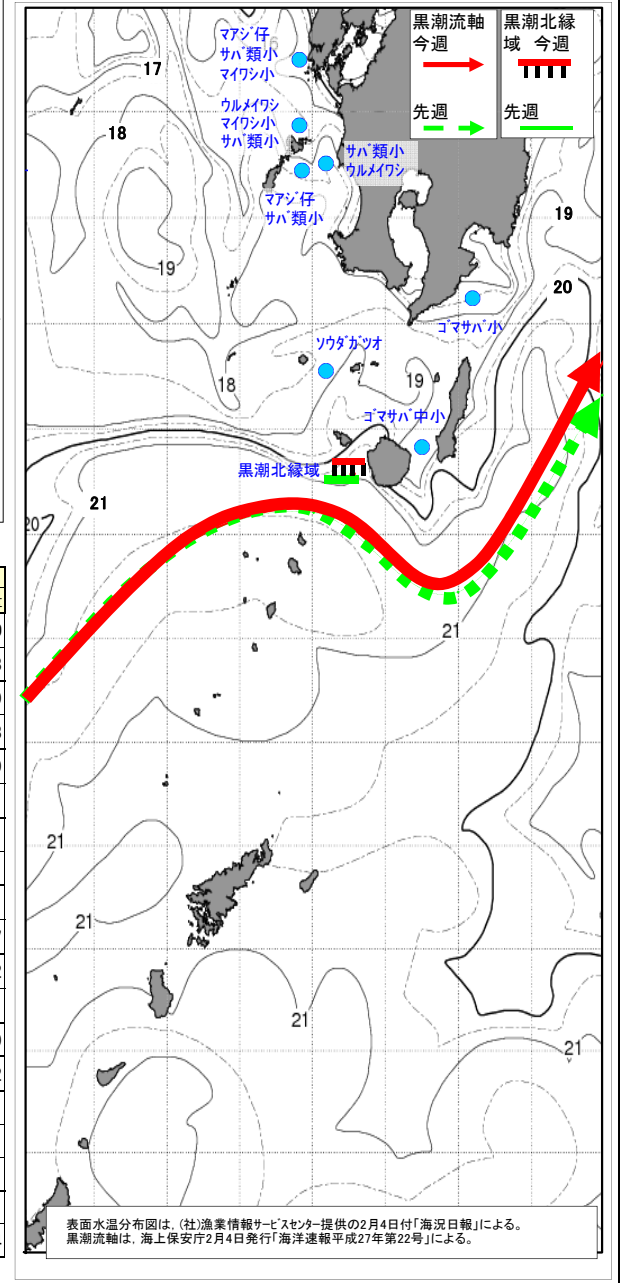 黒潮流軸
今週
先週
黒潮北縁
域 今週
先週
マアジ仔
サバ類小
マイワシ小
ウルメイワシ
マイワシ小
サバ類小
サバ類小
ウルメイワシ
マアジ仔
サバ類小
ゴマサバ小
ソウダガツオ
ゴマサバ中小
黒潮北縁域
17
18
19
18
19
19
20
21
20
21
21
21
21
21
表面水温分布図は，(社)漁業情報サービスセンター提供の2月4日付「海況日報」による。
黒潮流軸は，海上保安庁2月4日発行「海洋速報平成27年第22号」による。